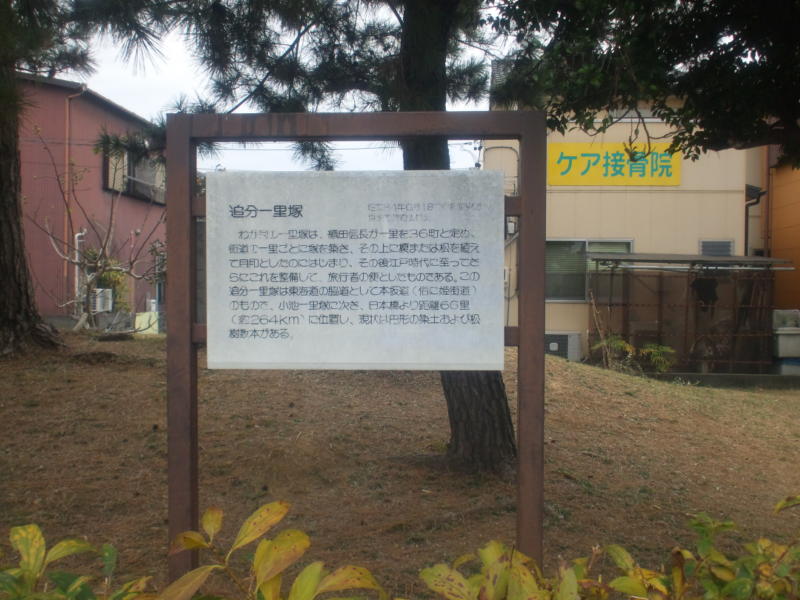 追分一里塚
わが国の一里塚は、織田信長が一里を36町と定め、
街道に一里ごとに塚を築き、その上に榎または松を植え
て目印としたのにはじまり、その後江戸時代に至ってさ
らにこれを整備して、旅行者の便としたものである。この
追分一里塚は東海道の脇道として本坂道(俗に姫街道)
のもので、小池一里塚に次ぎ、日本橋より距離66里
(約264km)に位置し、現状は円形の築土および松
樹数本がある。
ケア接骨院